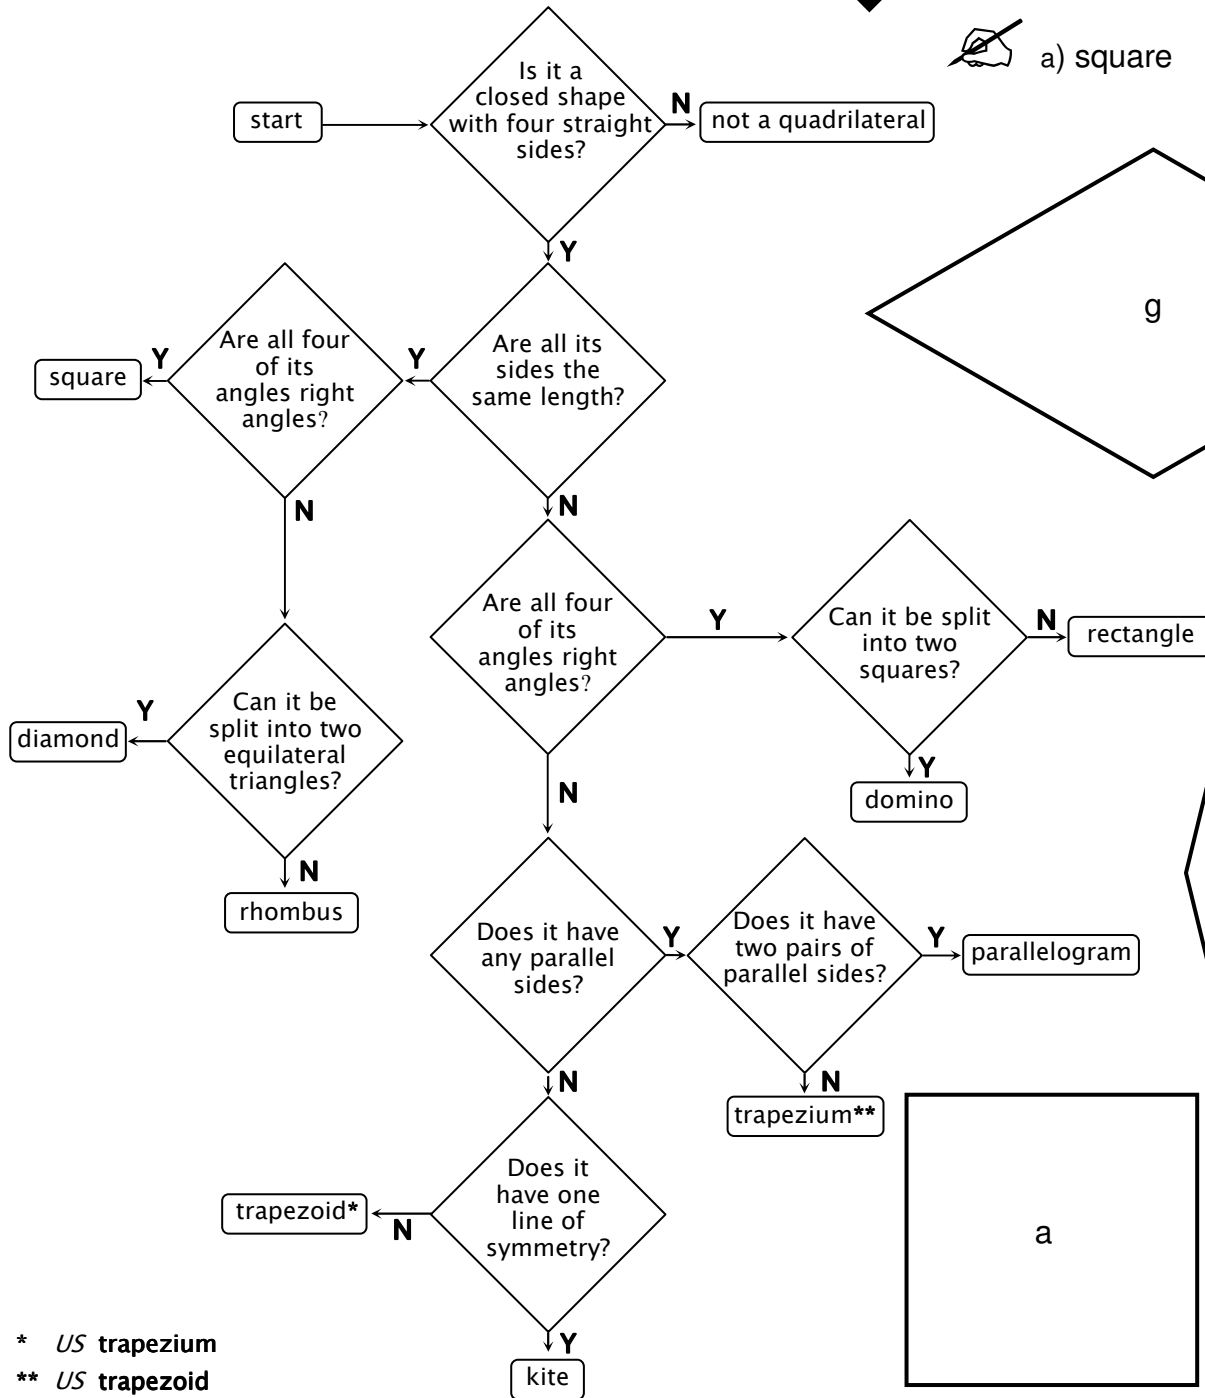 a) square
Is it a
closed shape
with four straight
sides?
start
N
not a quadrilateral
Y
g
Are all four
of its
angles right
angles?
Y
square
Y
Are all its
sides the
same length?
N
N
Are all four
of its
angles right
angles?
Y
Can it be split
into two
squares?
N
rectangle
Y
domino
Can it be
split into two
equilateral
triangles?
Y
diamond
N
rhombus
N
Does it have
any parallel
sides?
Y
Does it have
two pairs of
parallel sides?
Y
parallelogram
N
trapezium**
N
Does it
have one
line of
symmetry?
N
trapezoid*
Y
kite
a
* US trapezium
** US trapezoid